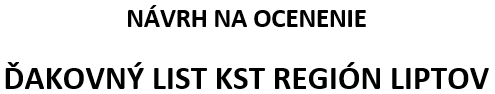 NÁVRH NA OCENENIE
ĎAKOVNÝ LIST KST REGIÓN LIPTOV